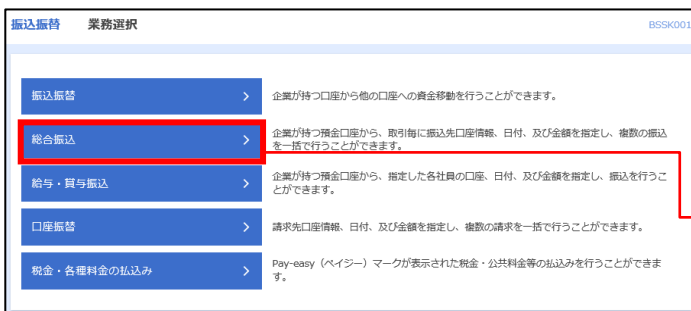 振込振替 業務選択 BSSK001
振込振替
企業が持つ口座から他の口座への資金移動を行うことができます。
総合振込
企業が持つ預金口座から、取引毎に振込先口座情報、日付、及び金額を指定し、複数の振込
を一括で行うことができます。
給与・賞与振込
企業が持つ預金口座から、指定した各社員の口座、日付、及び金額を指定し、振込を行うこ
とができます。
口座振替
請求先口座情報、日付、及び金額を指定し、複数の請求を一括で行うことができます。
税金・各種料金の払込み
Pay-easy（ペイジー）マークが表示された税金・公共料金等の払込みを行うことができま
す。